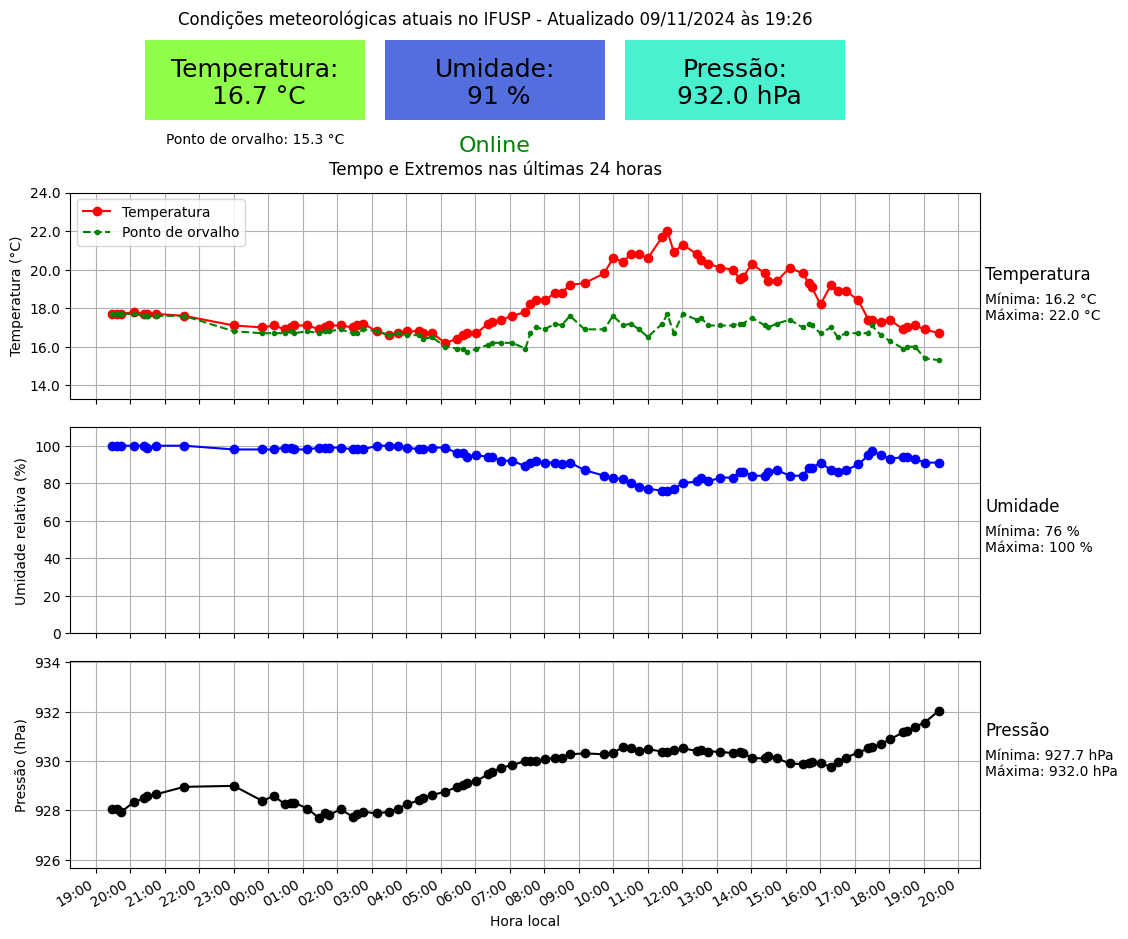 Condições meteorológicas atuais no IFUSP - Atualizado 09/11/2024 às 19:26
Temperatura:
16.7 °C
Umidade:
91 %
Pressão:
932.0 hPa
Ponto de orvalho: 15.3 °C
Online
Tempo e Extremos nas últimas 24 horas
Temperatura (°C)
24.0
22.0
20.0
18.0
16.0
14.0
Temperatura
Ponto de orvalho
Temperatura
Mínima: 16.2 °C
Máxima: 22.0 °C
Umidade relativa (%)
100
80
60
40
20
0
Umidade
Mínima: 76 %
Máxima: 100 %
Pressão (hPa)
934
932
930
928
926
Pressão
Mínima: 927.7 hPa
Máxima: 932.0 hPa
19:00 20:00 21:00 22:00 23:00 00:00 01:00 02:00 03:00 04:00 05:00 06:00 07:00 08:00 09:00 10:00 11:00 12:00 13:00 14:00 15:00 16:00 17:00 18:00 19:00 20:00
Hora local